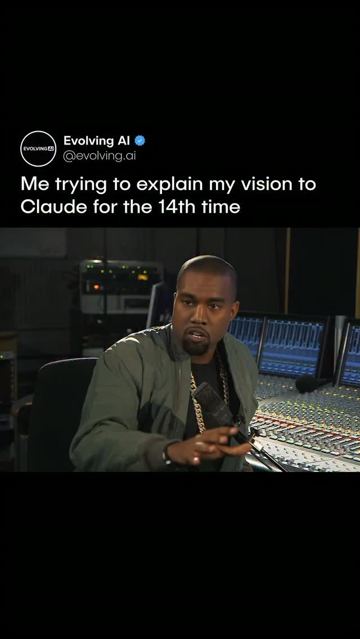 EVOLVING AI
Evolving AI
@evolving.ai
Me trying to explain my vision to
Claude for the 14th time